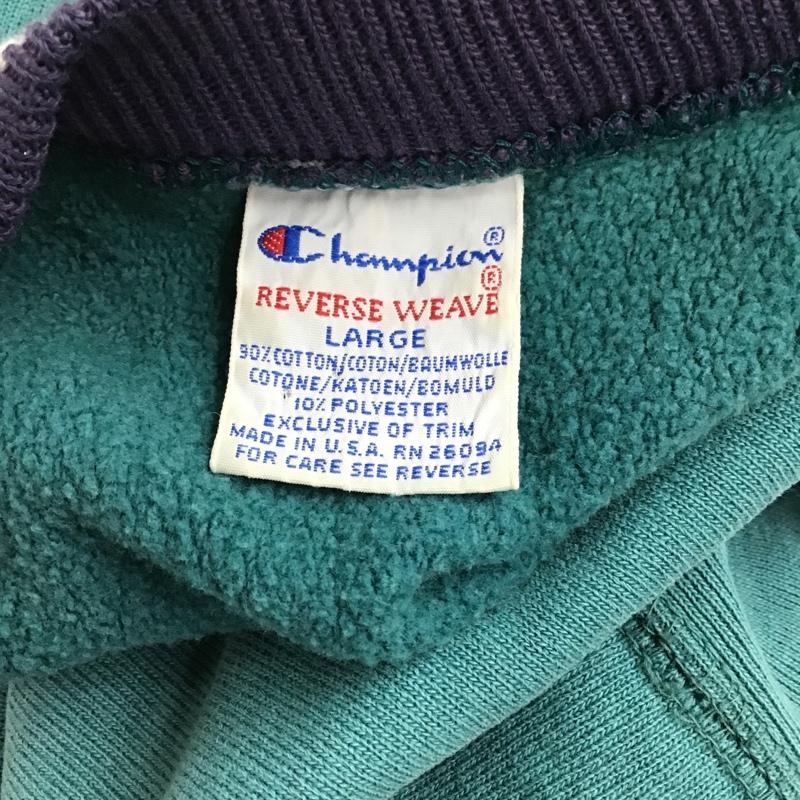 Champion®
®
REVERSE WEAVE
LARGE
90% COTTON/COTON/BAUMWOLLE
COTONE/KATOEN/BOMULD
10% POLYESTER
EXCLUSIVE OF TRIM
MADE IN U.S.A. RN 26094
FOR CARE SEE REVERSE